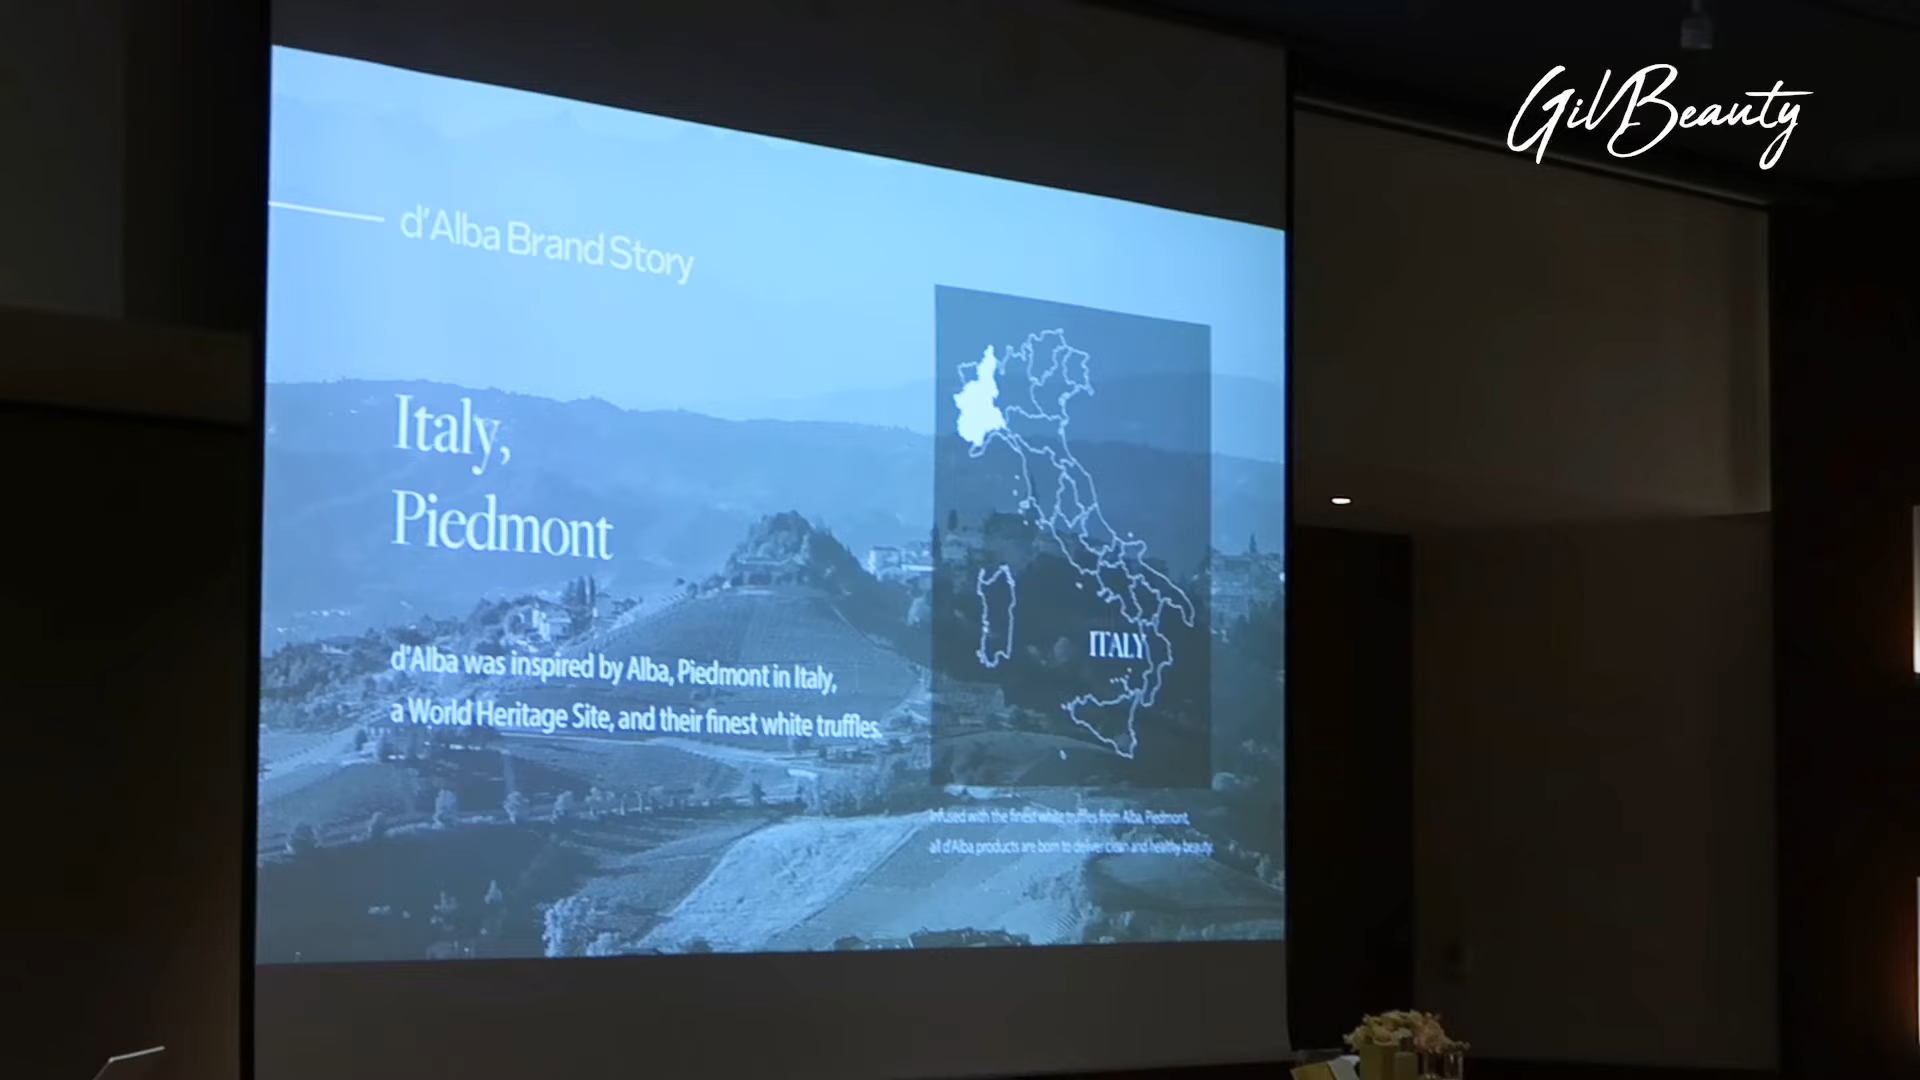 GilBeauty
d'Alba Brand Story
Italy,
Piedmont
d'Alba was inspired by Alba, Piedmont in Italy,
a World Heritage Site, and their finest white truffles.
ITALY
Infused with the finest white truffles from Alba, Piedmont,
all d'Alba products are born to deliver clean and healthy beauty.